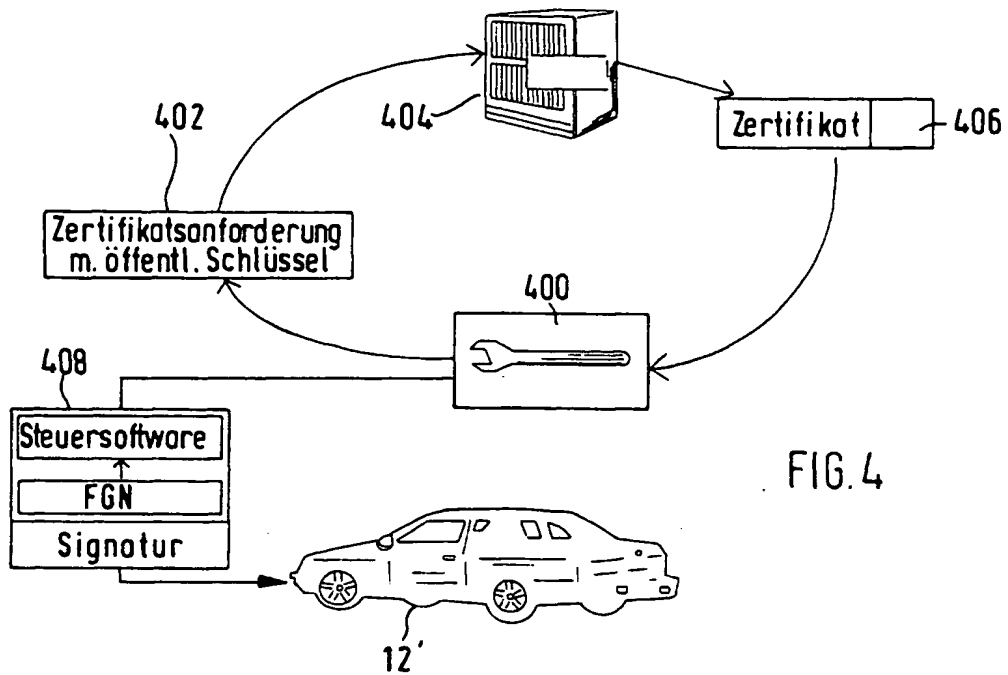 402
404
Zertifikat
406
Zertifikatsanforderung
m. öffentl. Schlüssel
400
408
Steuersoftware
FGN
Signatur
FIG. 4
12'